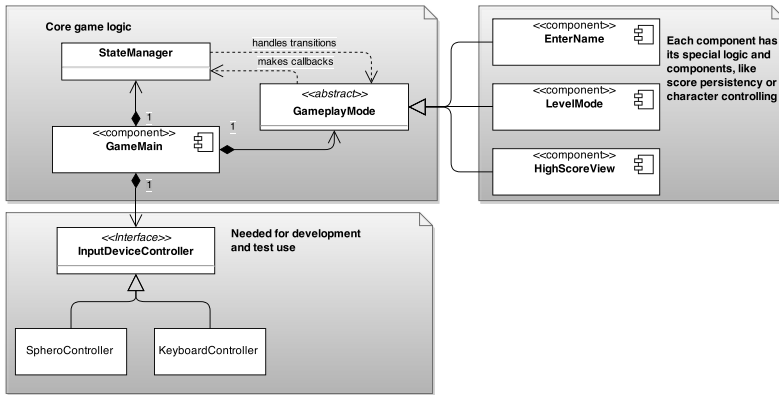 Core game logic
StateManager
handles transitions
makes callbacks
<<abstract>>
GameplayMode
1
1
<<component>>
GameMain
1
<<component>>
EnterName
<<component>>
LevelMode
<<component>>
HighScoreView
Each component has
its special logic and
components, like
score persistency or
character controlling
<<Interface>>
InputDeviceController
Needed for development
and test use
SpheroController
KeyboardController